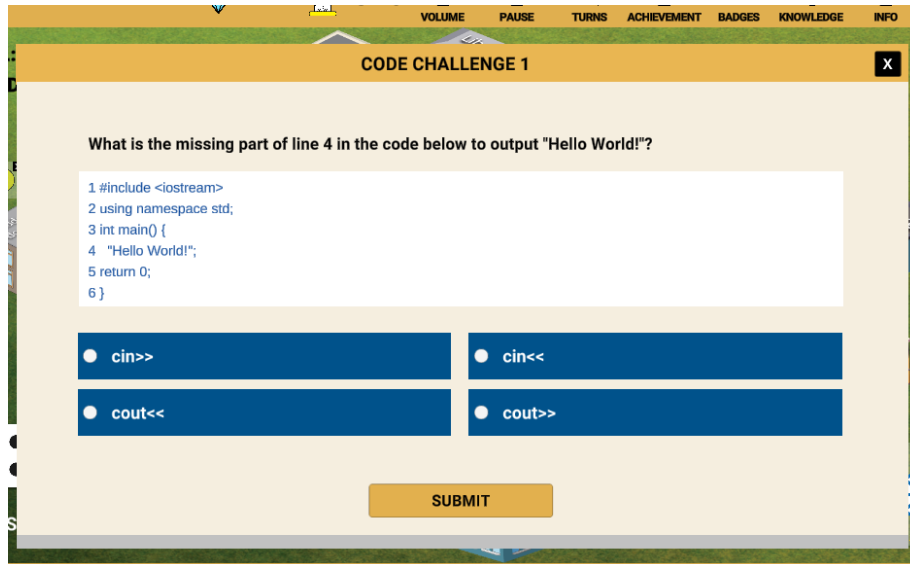 VOLUME PAUSE TURNS ACHIEVEMENT BADGES KNOWLEDGE INFO
CODE CHALLENGE 1
X
What is the missing part of line 4 in the code below to output "Hello World!"?
1 #include <iostream>
2 using namespace std;
3 int main() {
4 "Hello World!";
5 return 0;
6 }
cin>>
cin<<
cout<<
cout>>
SUBMIT